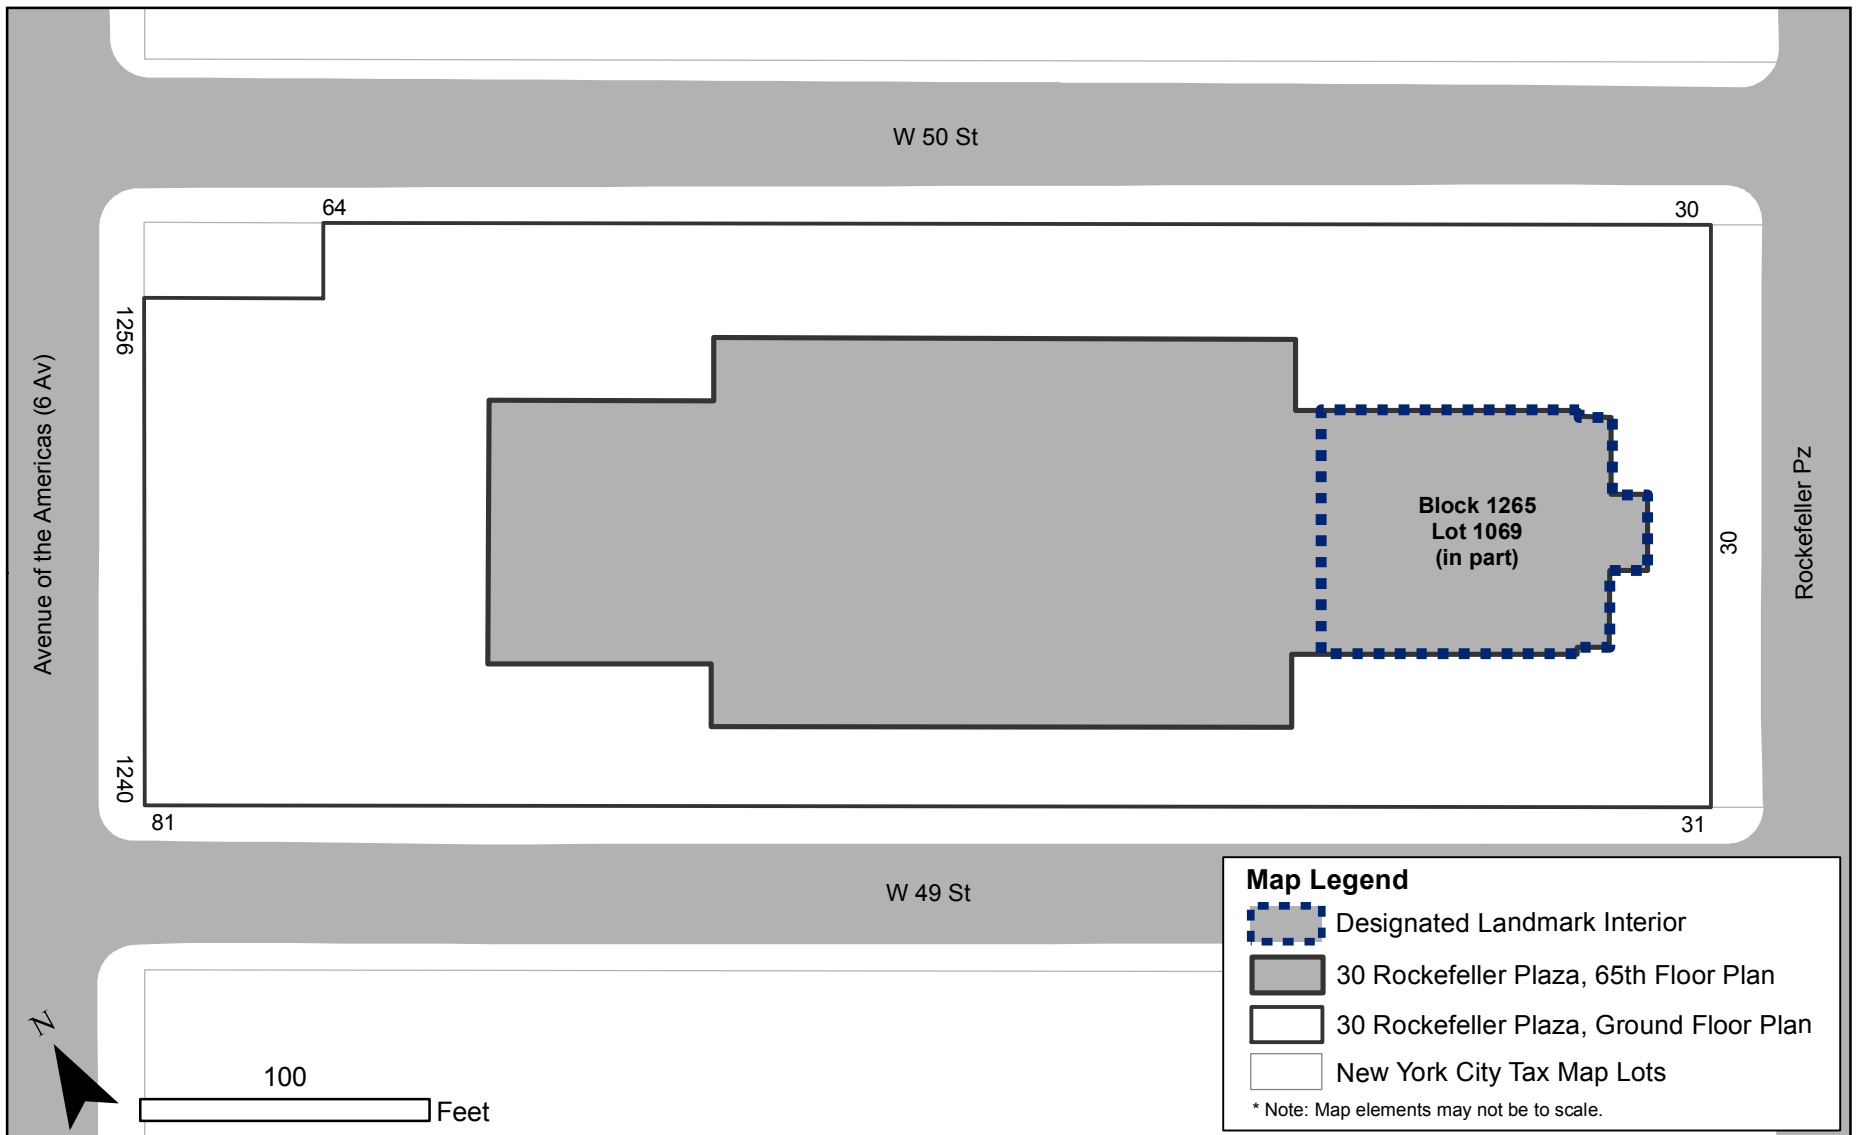 W 50 St
64
30
1256
Avenue of the Americas (6 Av)
Block 1265
Lot 1069
(in part)
30
Rockefeller Pz
1240
81
31
W 49 St
Map Legend
Designated Landmark Interior
30 Rockefeller Plaza, 65th Floor Plan
30 Rockefeller Plaza, Ground Floor Plan
New York City Tax Map Lots
* Note: Map elements may not be to scale.
N
100
Feet